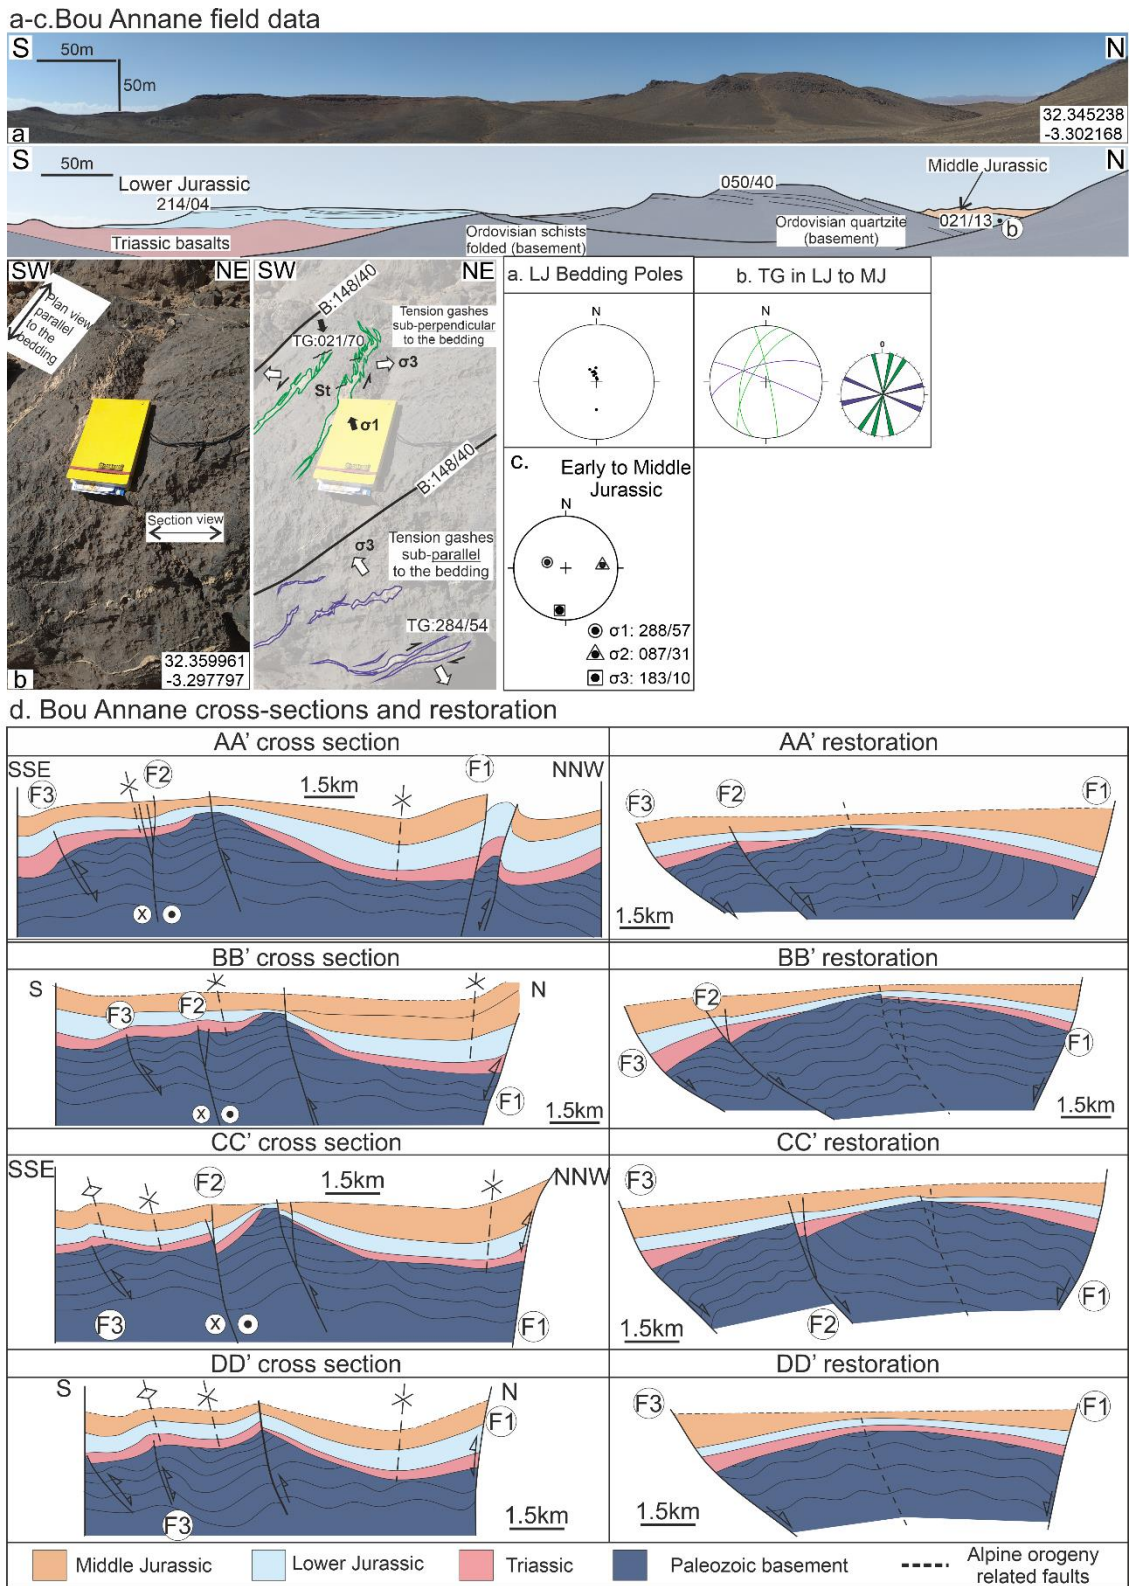 a-c.Bou Annane field data
S
50m
50m
N
a
32.345238
-3.302168
S
50m
Lower Jurassic
214/04
Triassic basalts
Ordovisian schists
folded (basement)
050/40
Ordovisian quartzite
(basement)
Middle Jurassic
021/13
b
N
SW
NE
Plan view
parallel
to the
bedding
Section view
b
32.359961
-3.297797
SW
NE
B:148/40
TG:021/70
Tension gashes
sub-perpendicular
to the bedding
σ3
St
σ1
B:148/40
σ3
Tension gashes
sub-parallel
to the bedding
TG:284/54
a. LJ Bedding Poles
N
b. TG in LJ to MJ
N
0
c.
Early to Middle
Jurassic
N
σ1: 288/57
σ2: 087/31
σ3: 183/10
d. Bou Annane cross-sections and restoration
AA' cross section
SSE
F3
F2
1.5km
F1
NNW
x
AA' restoration
F3
F2
F1
1.5km
BB' cross section
S
F3
F2
N
x
F1
1.5km
BB' restoration
F2
F3
F1
1.5km
CC' cross section
SSE
F2
1.5km
NNW
F3
x
F1
CC' restoration
F3
F1
1.5km
F2
DD' cross section
S
N
F1
F3
1.5km
DD' restoration
F3
F1
1.5km
Middle Jurassic
Lower Jurassic
Triassic
Paleozoic basement
Alpine orogeny
related faults